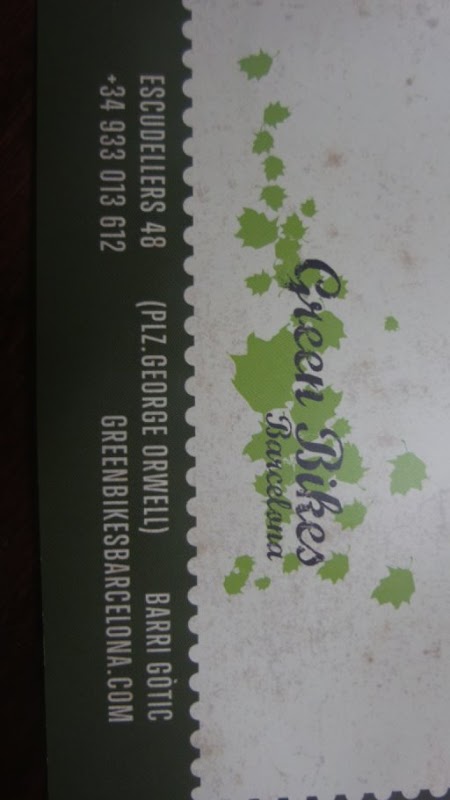 Green Bikes
Barcelona
ESCUDELLERS 48 (PLZ.GEORGE ORWELL) BARRI GÒTIC
+34 933 013 612 GREENBIKESBARCELONA.COM